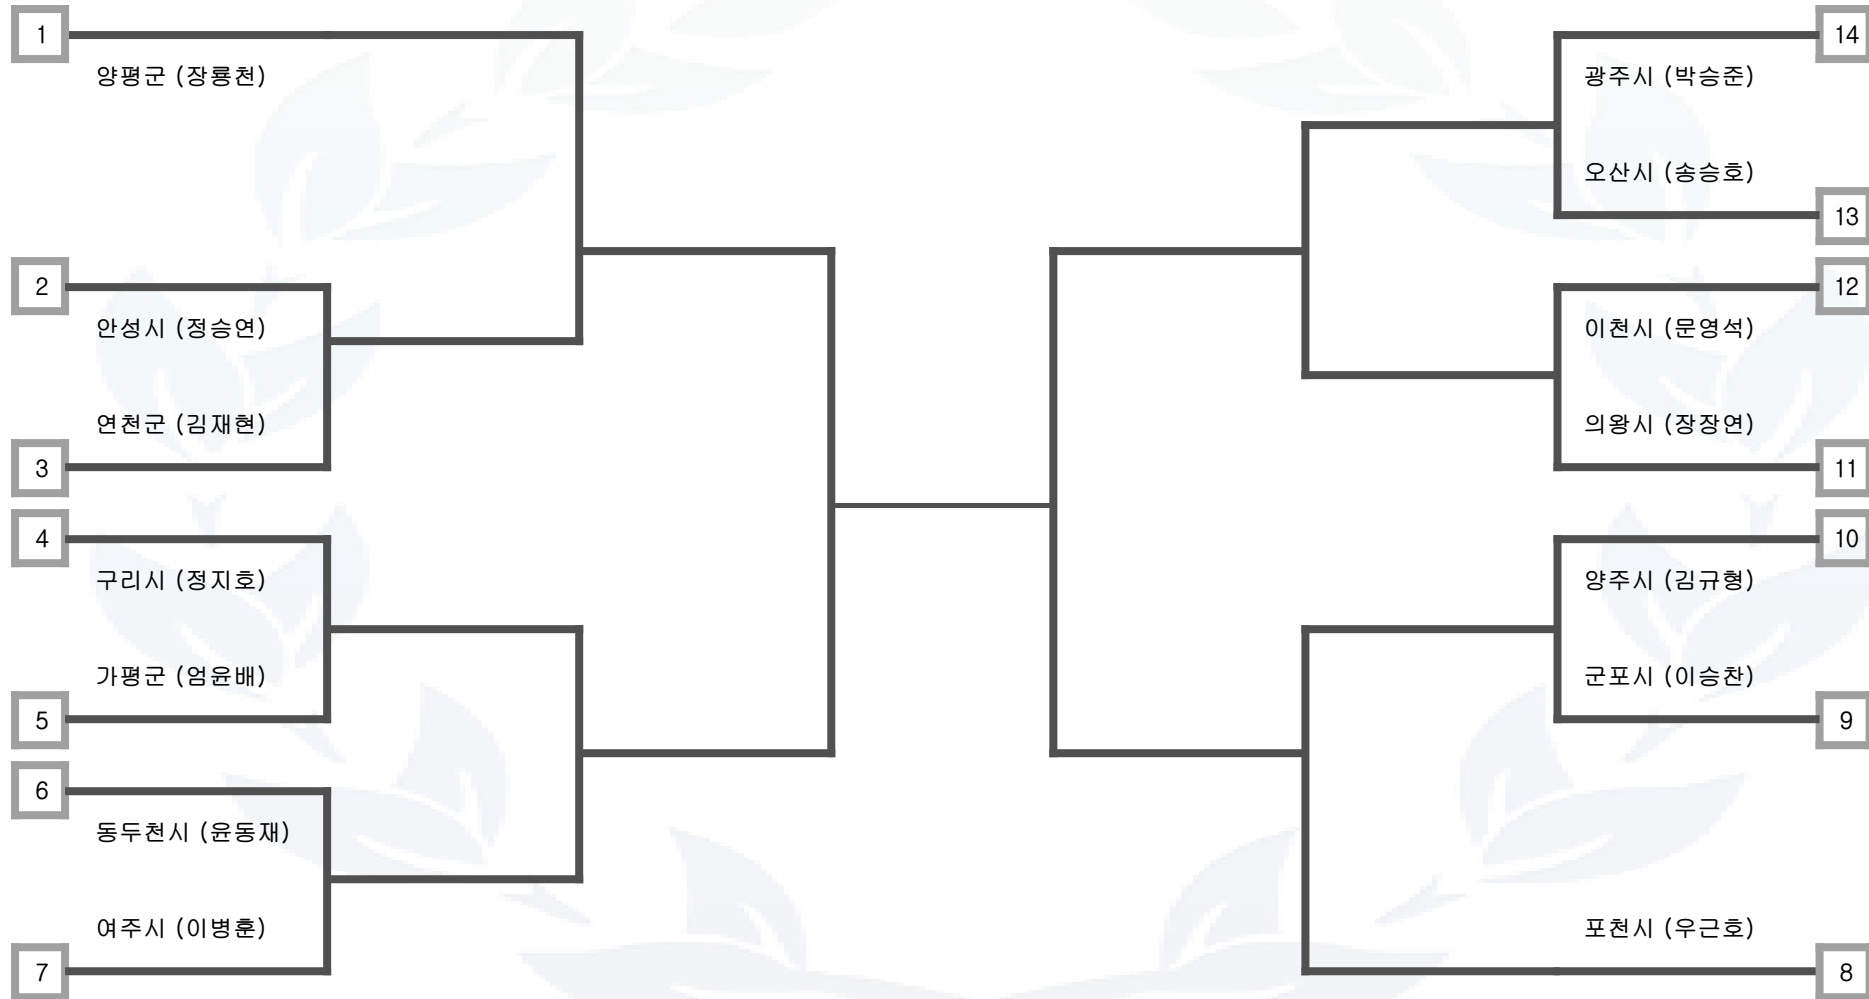 1
양평군 (장룡천)
2
안성시 (정승연)
연천군 (김재현)
3
4
구리시 (정지호)
가평군 (엄윤배)
5
6
동두천시 (윤동재)
여주시 (이병훈)
7
14
광주시 (박승준)
오산시 (송승호)
13
12
이천시 (문영석)
의왕시 (장장연)
11
10
양주시 (김규형)
군포시 (이승찬)
9
포천시 (우근호)
8